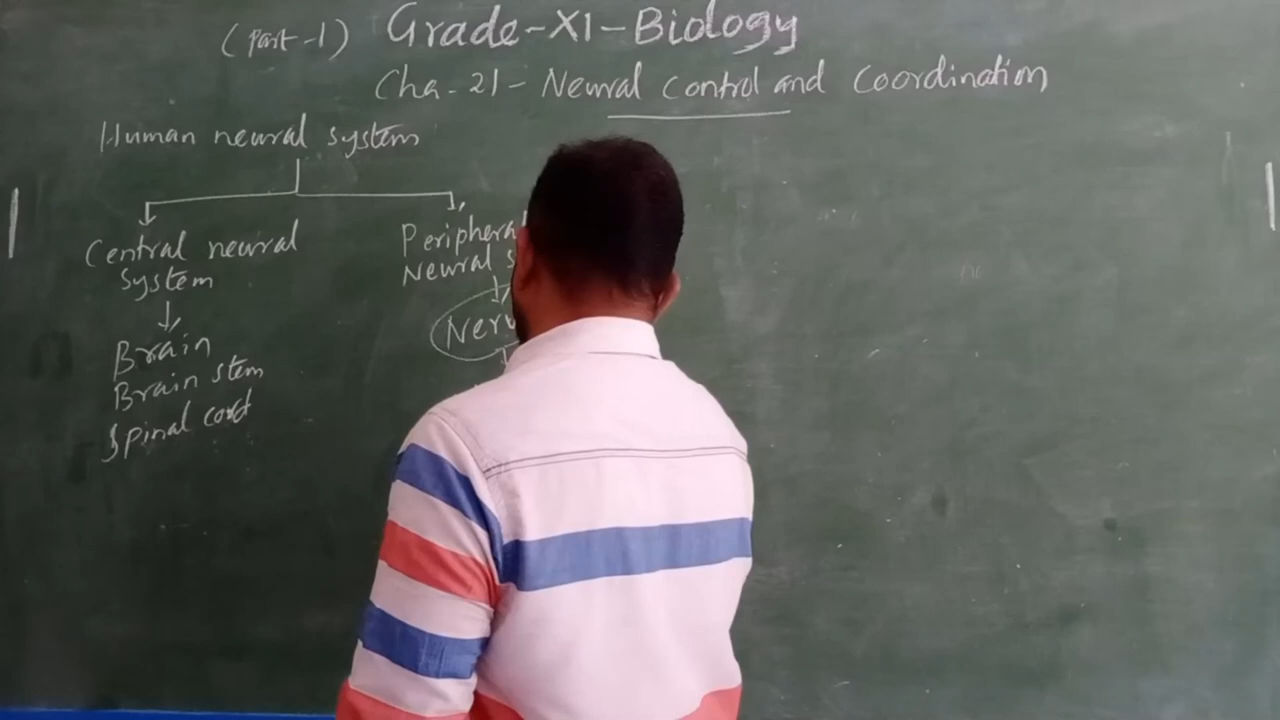 (Part-1) Grade-XI-Biology
Cha-21- Neural control and Coordination
Human neural system
Central neural
system
Brain
Brain stem
Spinal cord
Neural